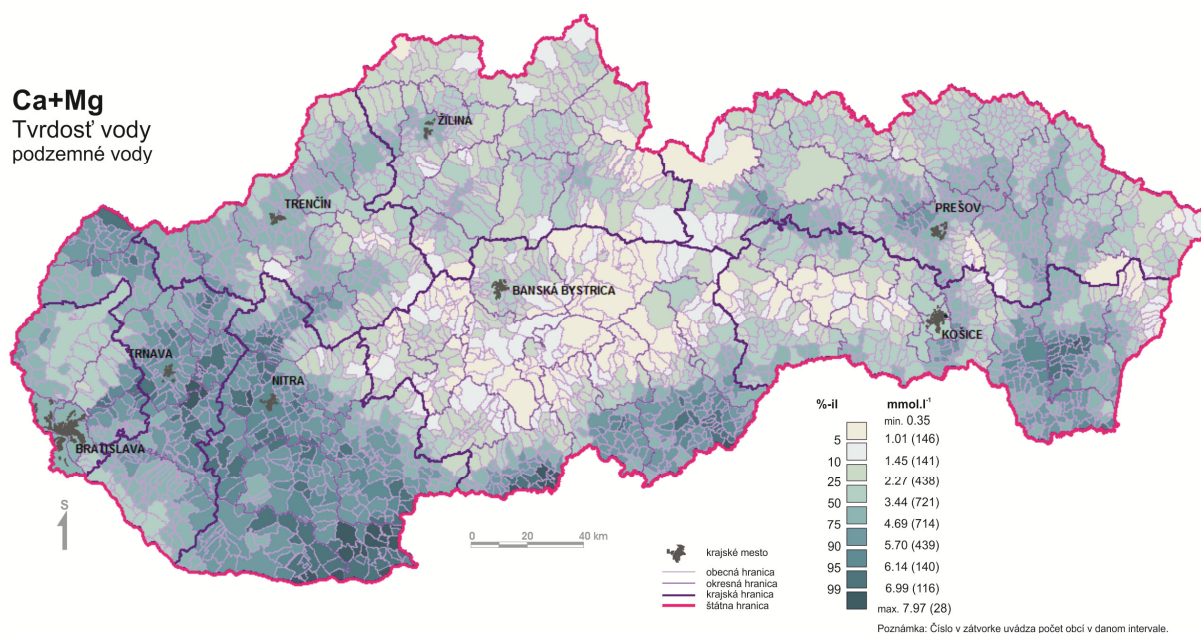 Ca+Mg
Tvrdosť vody
podzemné vody
ŽILINA
TRENČÍN
PREŠOV
BANSKÁ BYSTRICA
KOŠICE
TRNAVA
NITRA
BRATISLAVA
S
0 20 40 km
krajské mesto
obecná hranica
okresná hranica
krajská hranica
štátna hranica
%-il mmol.l⁻¹
min. 0.35
5 1.01 (146)
10 1.45 (141)
25 2.27 (438)
50 3.44 (721)
75 4.69 (714)
90 5.70 (439)
95 6.14 (140)
99 6.99 (116)
max. 7.97 (28)
Poznámka: Číslo v zátvorke uvádza počet obcí v danom intervale.